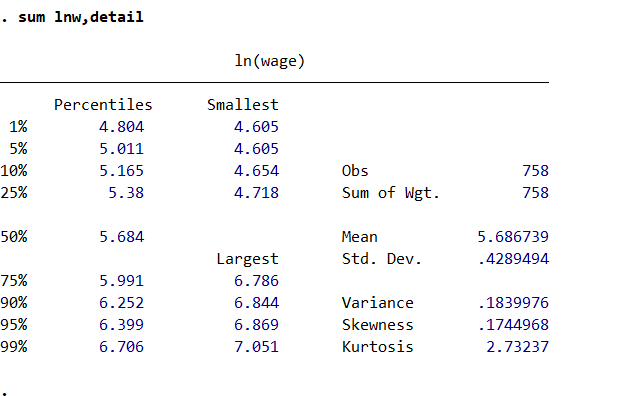 . sum lnw,detail
ln(wage)
Percentiles Smallest
1% 4.804 4.605
5% 5.011 4.605
10% 5.165 4.654 Obs 758
25% 5.38 4.718 Sum of Wgt. 758
50% 5.684 Mean 5.686739
Largest Std. Dev. .4289494
75% 5.991 6.786
90% 6.252 6.844 Variance .1839976
95% 6.399 6.869 Skewness .1744968
99% 6.706 7.051 Kurtosis 2.73237
.